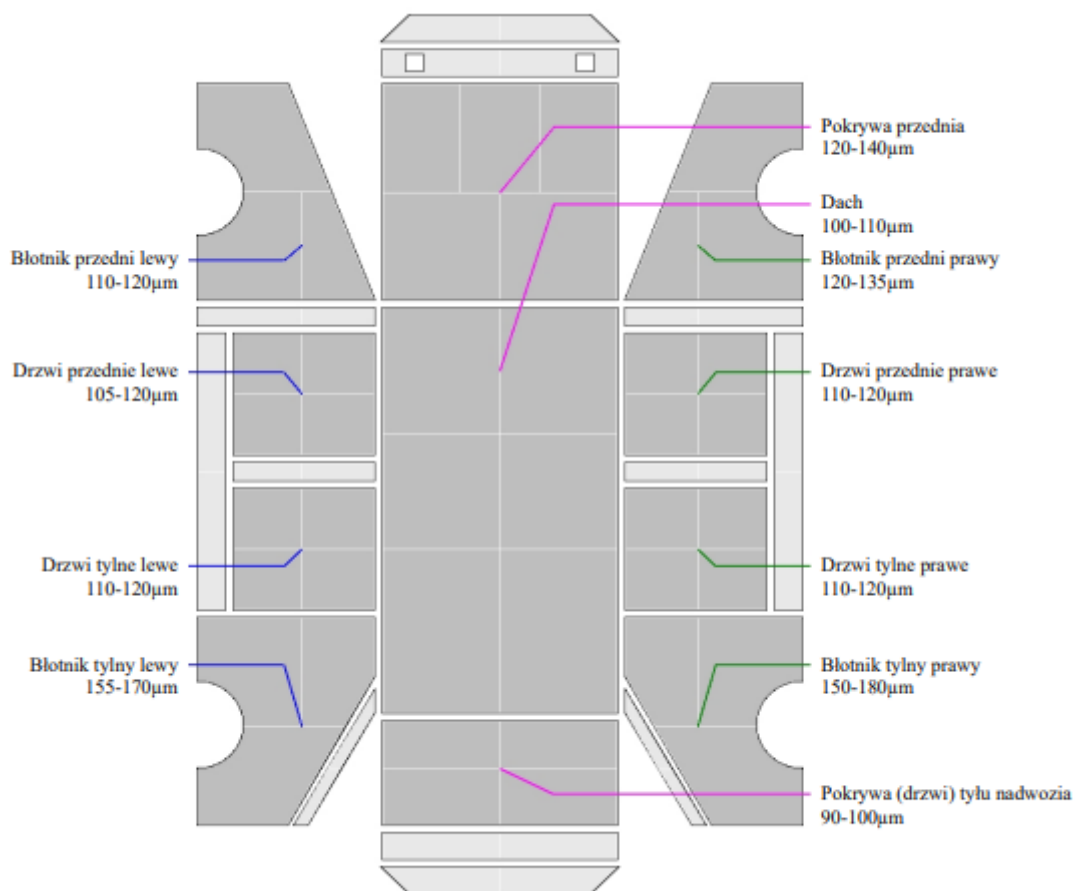 Pokrywa przednia
120-140µm
Dach
100-110µm
Błotnik przedni lewy
110-120µm
Błotnik przedni prawy
120-135µm
Drzwi przednie lewe
105-120µm
Drzwi przednie prawe
110-120µm
Drzwi tylne lewe
110-120µm
Drzwi tylne prawe
110-120µm
Błotnik tylny lewy
155-170µm
Błotnik tylny prawy
150-180µm
Pokrywa (drzwi) tyłu nadwozia
90-100µm